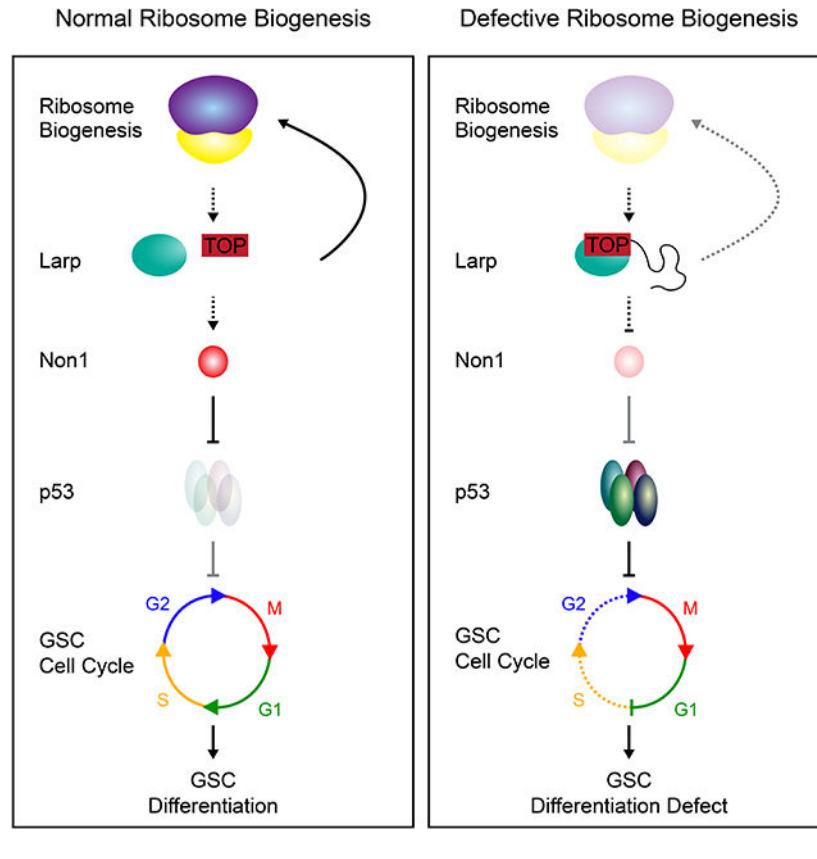 Normal Ribosome Biogenesis
Ribosome
Biogenesis
TOP
Larp
Non1
p53
G2
M
GSC
Cell Cycle
S
G1
GSC
Differentiation
Defective Ribosome Biogenesis
Ribosome
Biogenesis
TOP
Larp
Non1
p53
G2
M
GSC
Cell Cycle
S
G1
GSC
Differentiation Defect